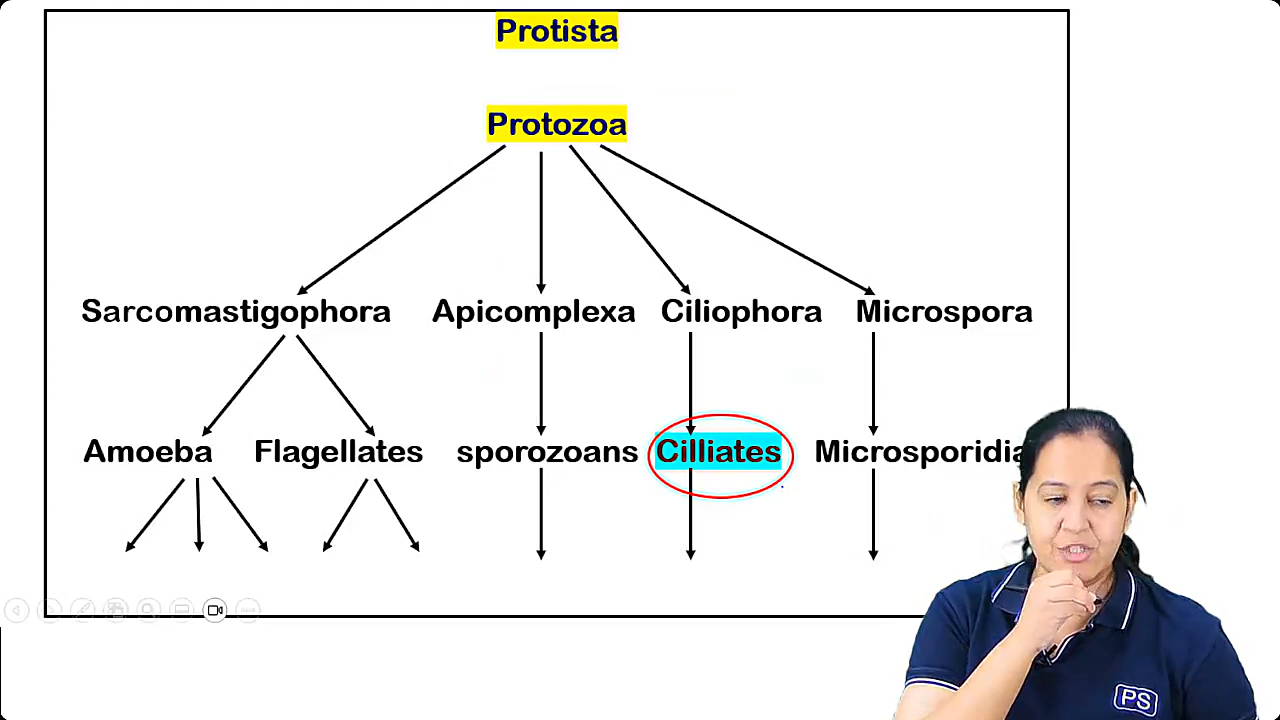 Protista
Protozoa
Sarcomastigophora Apicomplexa Ciliophora Microspora
Amoeba Flagellates sporozoans Cilliates Microsporidia
PS